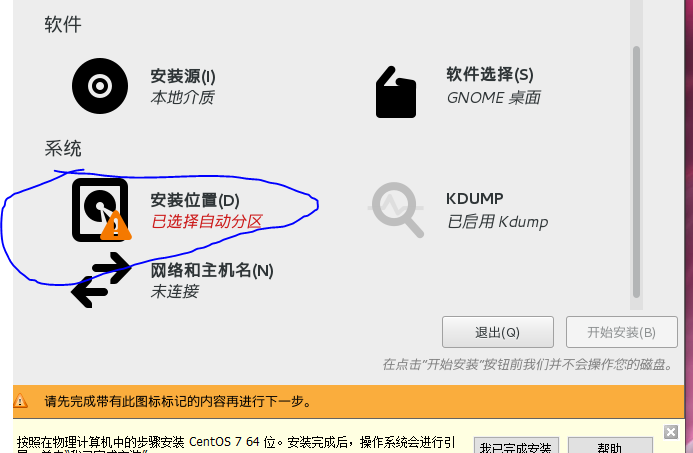 软件
安装源(I)
本地介质
软件选择(S)
GNOME 桌面
系统
安装位置(D)
已选择自动分区
KDUMP
已启用 Kdump
网络和主机名(N)
未连接
退出(Q)
开始安装(B)
在点击"开始安装"按钮前我们并不会操作您的磁盘。
请先完成带有此图标标记的内容再进行下一步。
按照在物理计算机中的步骤安装 CentOS 7 64 位。安装完成后，操作系统会进行引
我已完成安装
帮助